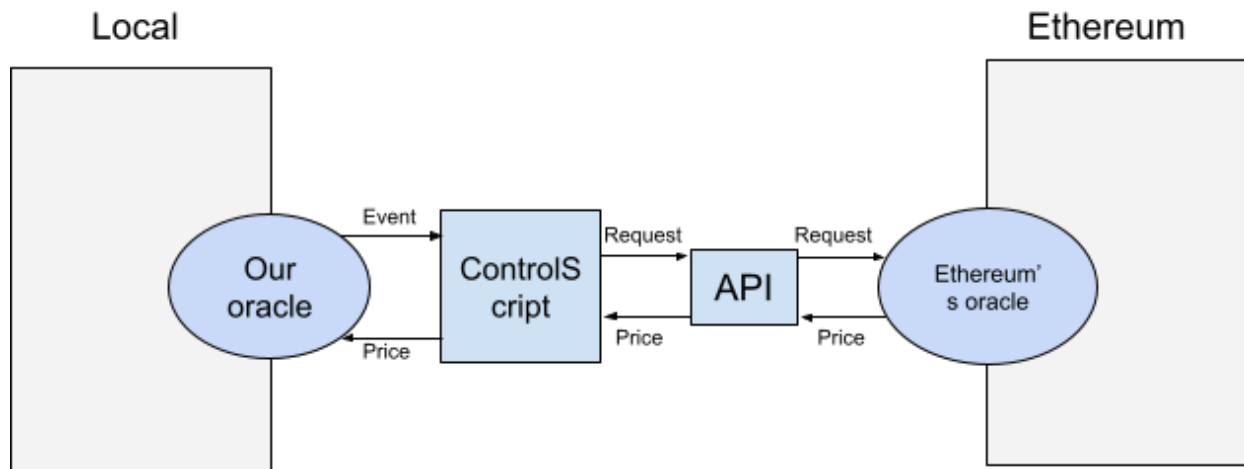 Local
Ethereum
Event
Request
Request
Our
oracle
ControlS
cript
API
Ethereum’
s oracle
Price
Price
Price